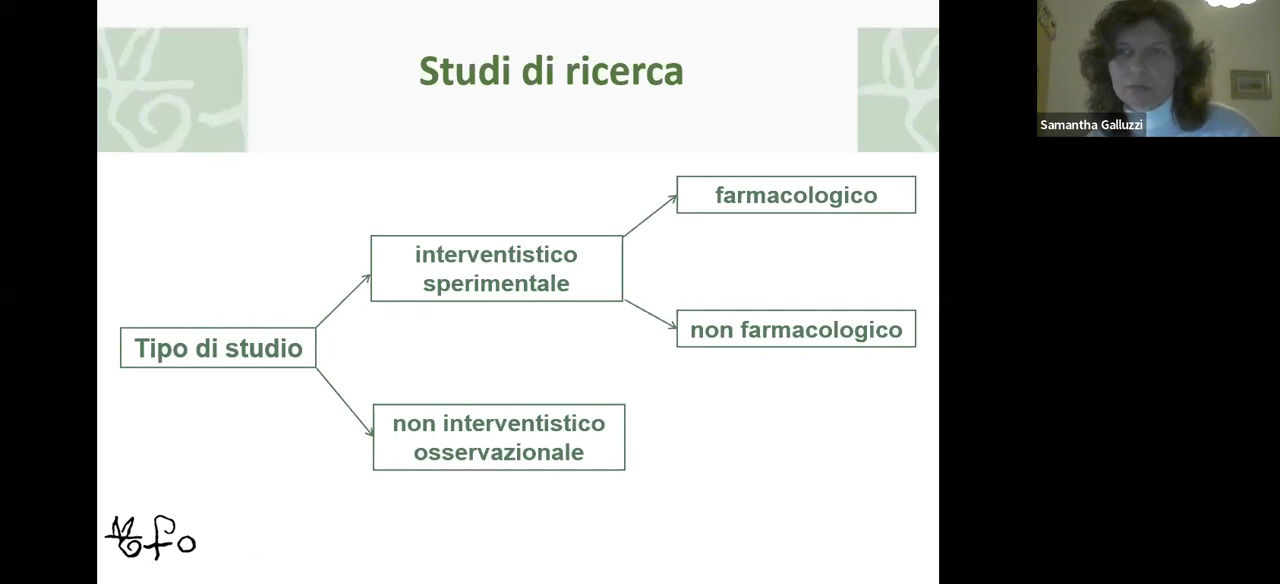 Studi di ricerca
Samantha Galluzzi
farmacologico
interventistico
sperimentale
non farmacologico
Tipo di studio
non interventistico
osservazionale